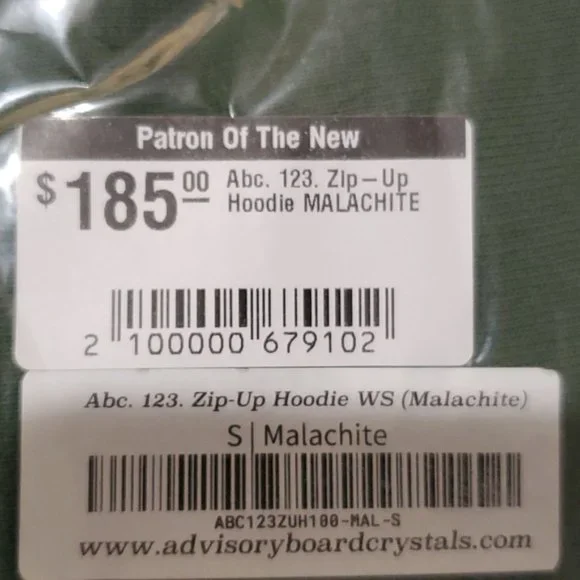 Patron Of The New
$185.00 Abc. 123. Zip-Up
Hoodie MALACHITE
2 100000 679102
Abc. 123. Zip-Up Hoodie WS (Malachite)
S | Malachite
ABC123ZUH100-MAL-S
www.advisoryboardcrystals.com